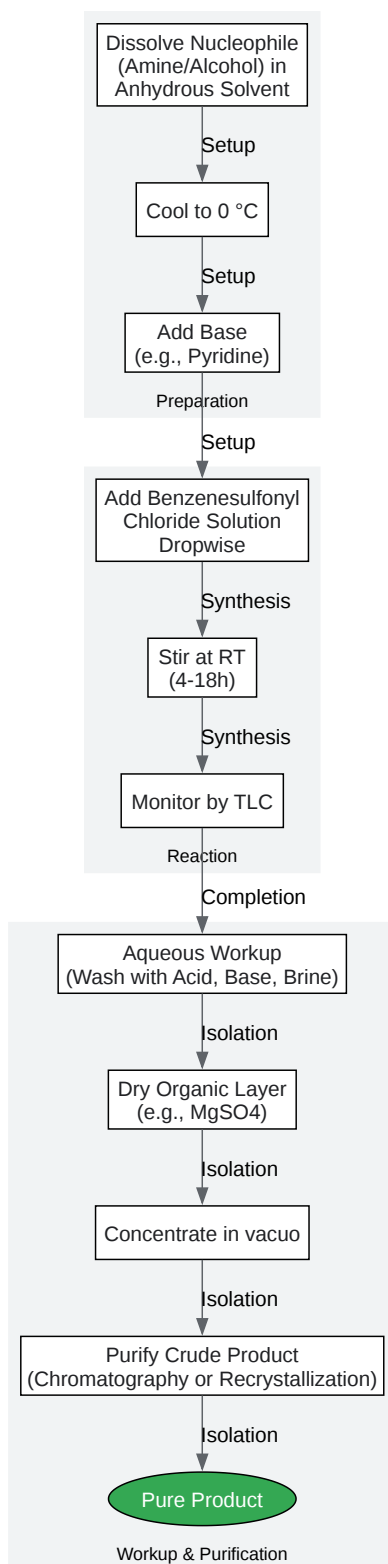 Dissolve Nucleophile
(Amine/Alcohol) in
Anhydrous Solvent
Setup
Cool to 0 °C
Setup
Add Base
(e.g., Pyridine)
Preparation
Setup
Add Benzenesulfonyl
Chloride Solution
Dropwise
Synthesis
Stir at RT
(4-18h)
Synthesis
Monitor by TLC
Reaction
Completion
Aqueous Workup
(Wash with Acid, Base, Brine)
Isolation
Dry Organic Layer
(e.g., MgSO4)
Isolation
Concentrate in vacuo
Isolation
Purify Crude Product
(Chromatography or Recrystallization)
Isolation
Pure Product
Workup & Purification